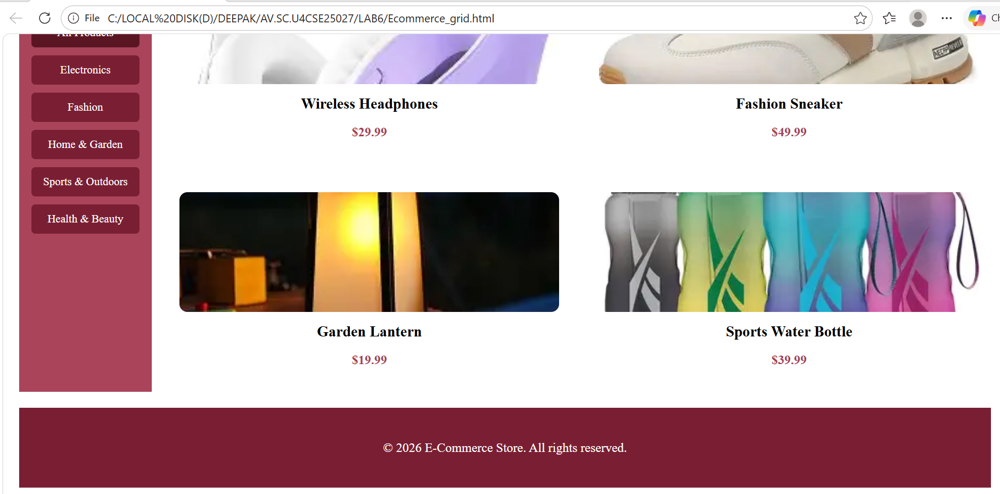 File C:/LOCAL%20DISK(D)/DEEPAK/AV.SC.U4CSE25027/LAB6/Ecommerce_grid.html
All Products
Electronics
Fashion
Home & Garden
Sports & Outdoors
Health & Beauty
Wireless Headphones
$29.99
Fashion Sneaker
$49.99
Garden Lantern
$19.99
Sports Water Bottle
$39.99
© 2026 E-Commerce Store. All rights reserved.